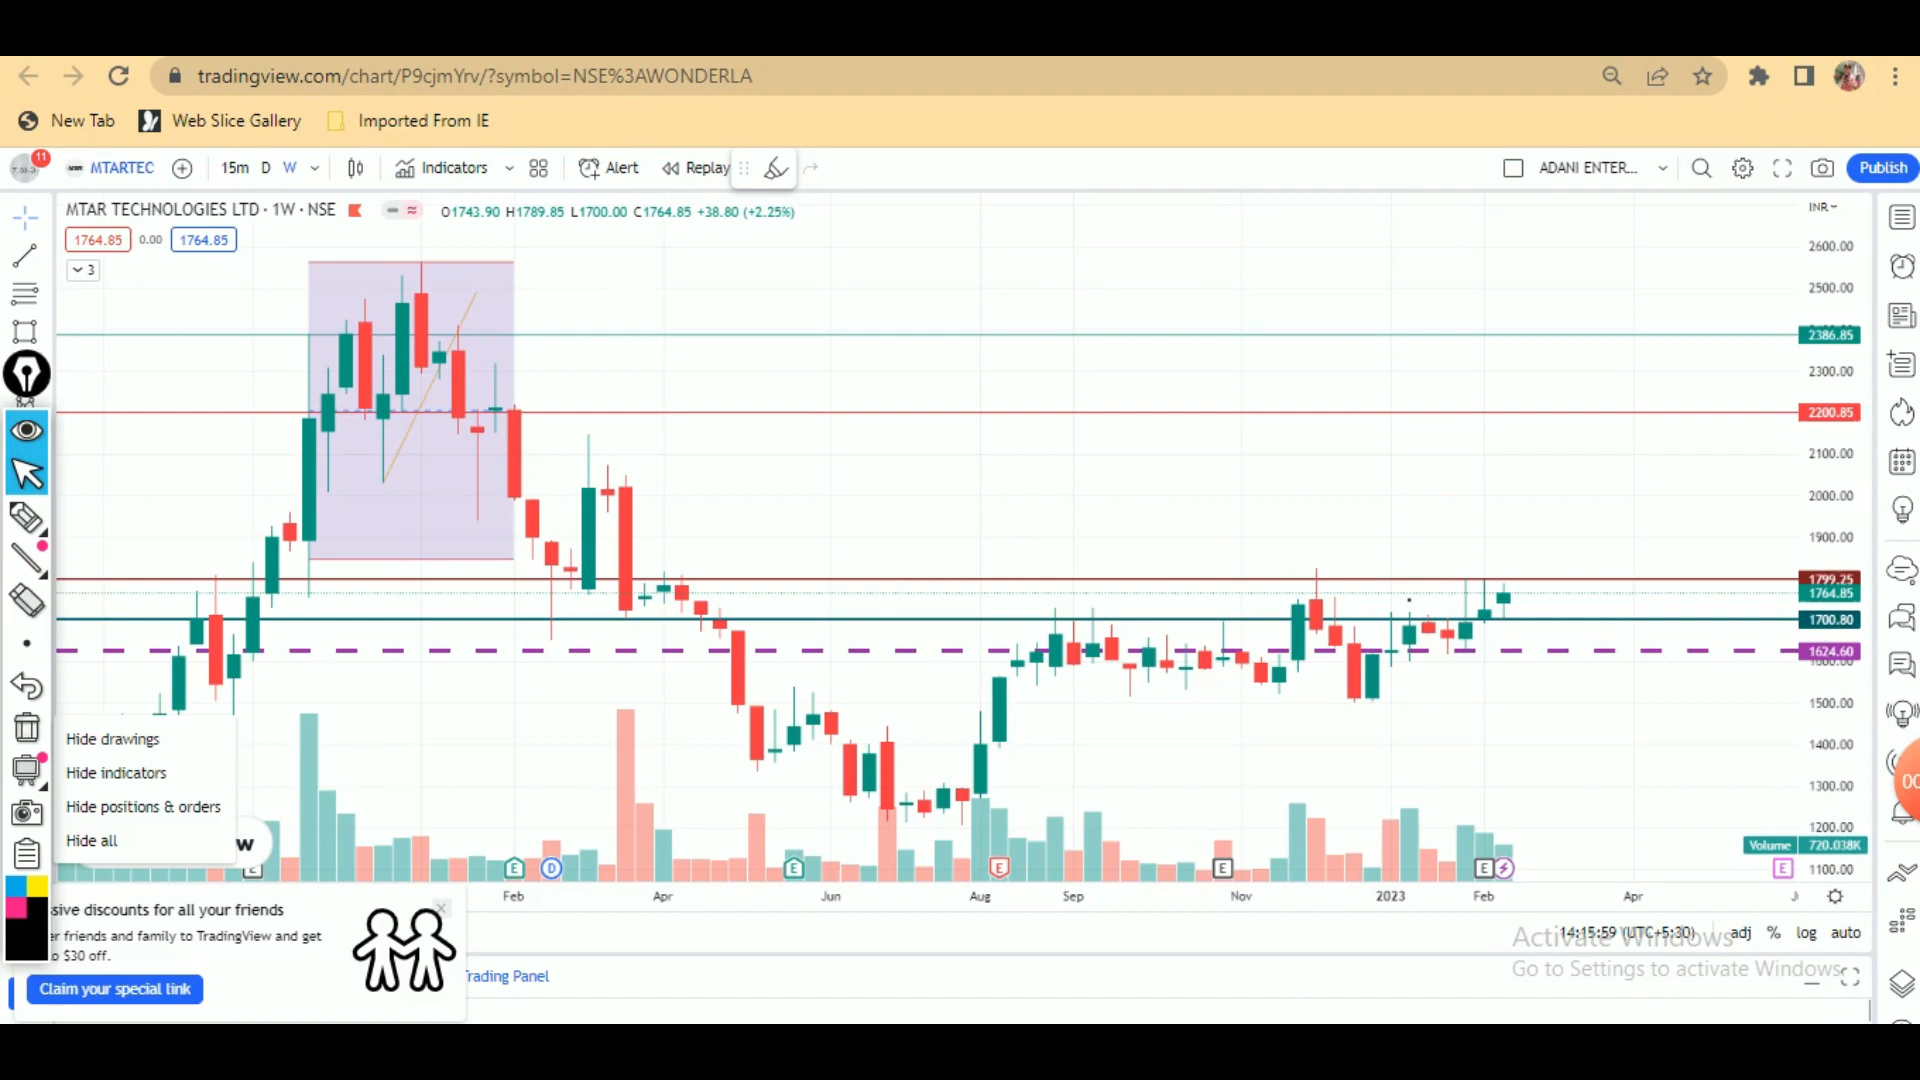 tradingview.com/chart/P9cjmYrv/?symbol=NSE%3AWONDERLA
New Tab Web Slice Gallery Imported From IE
11 MTARTEC 15m D W Indicators Alert Replay ADANI ENTER... Publish
MTAR TECHNOLOGIES LTD · 1W · NSE O1743.90 H1789.85 L1700.00 C1764.85 +38.80 (+2.25%) INR
1764.85 0.00 1764.85
3
2600.00
2500.00
2386.85
2300.00
2200.85
2100.00
2000.00
1900.00
1799.25
1764.85
1700.80
1624.60
1600.00
1500.00
1400.00
1300.00
1200.00
Volume 720.038K
1100.00
Hide drawings
Hide indicators
Hide positions & orders
Hide all
W
E E D E E E E E
Feb Apr Jun Aug Sep Nov 2023 Feb Apr
14:15:59 (UTC+5:30) adj % log auto
Activate Windows
Go to Settings to activate Windows.
sive discounts for all your friends
er friends and family to TradingView and get
$30 off.
Claim your special link
Trading Panel
00